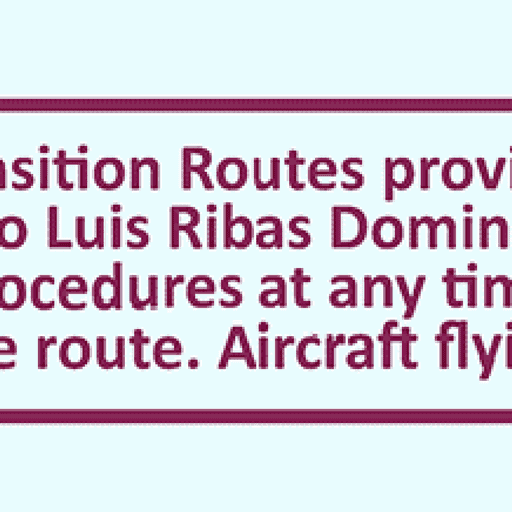 nsition Routes provi
o Luis Ribas Domin
ocedures at any tim
e route. Aircraft flyi